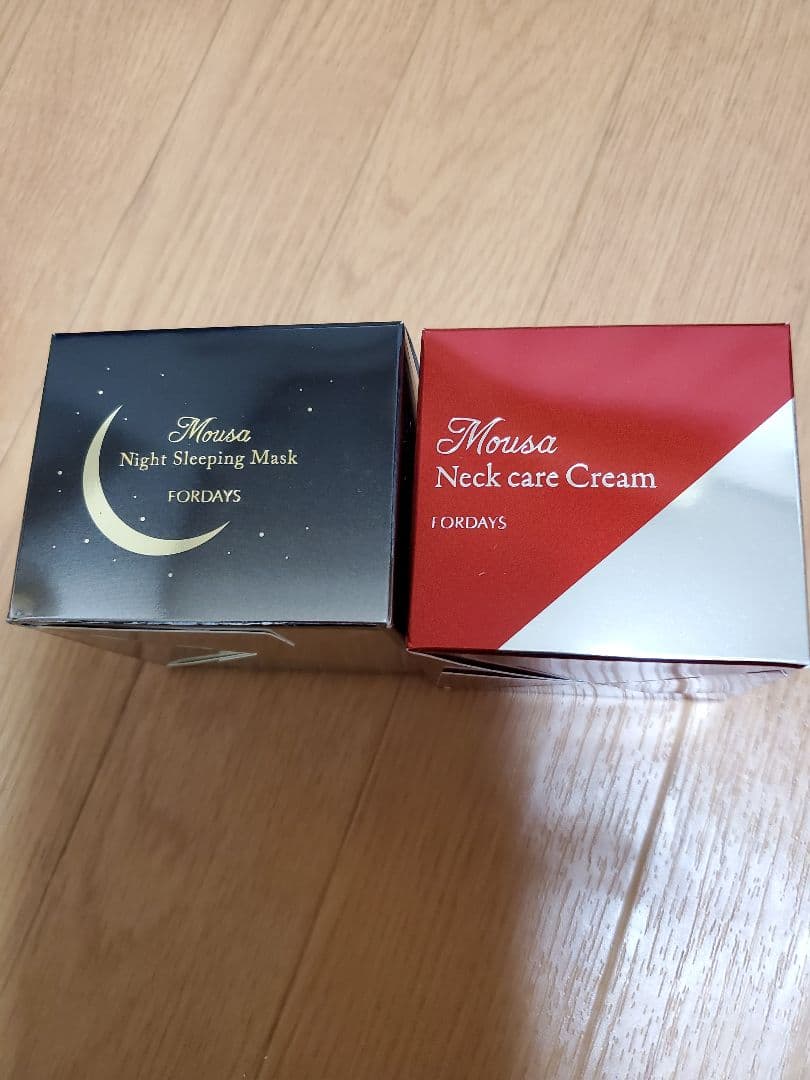 Mousa
Night Sleeping Mask
FORDAYS
Mousa
Neck care Cream
FORDAYS